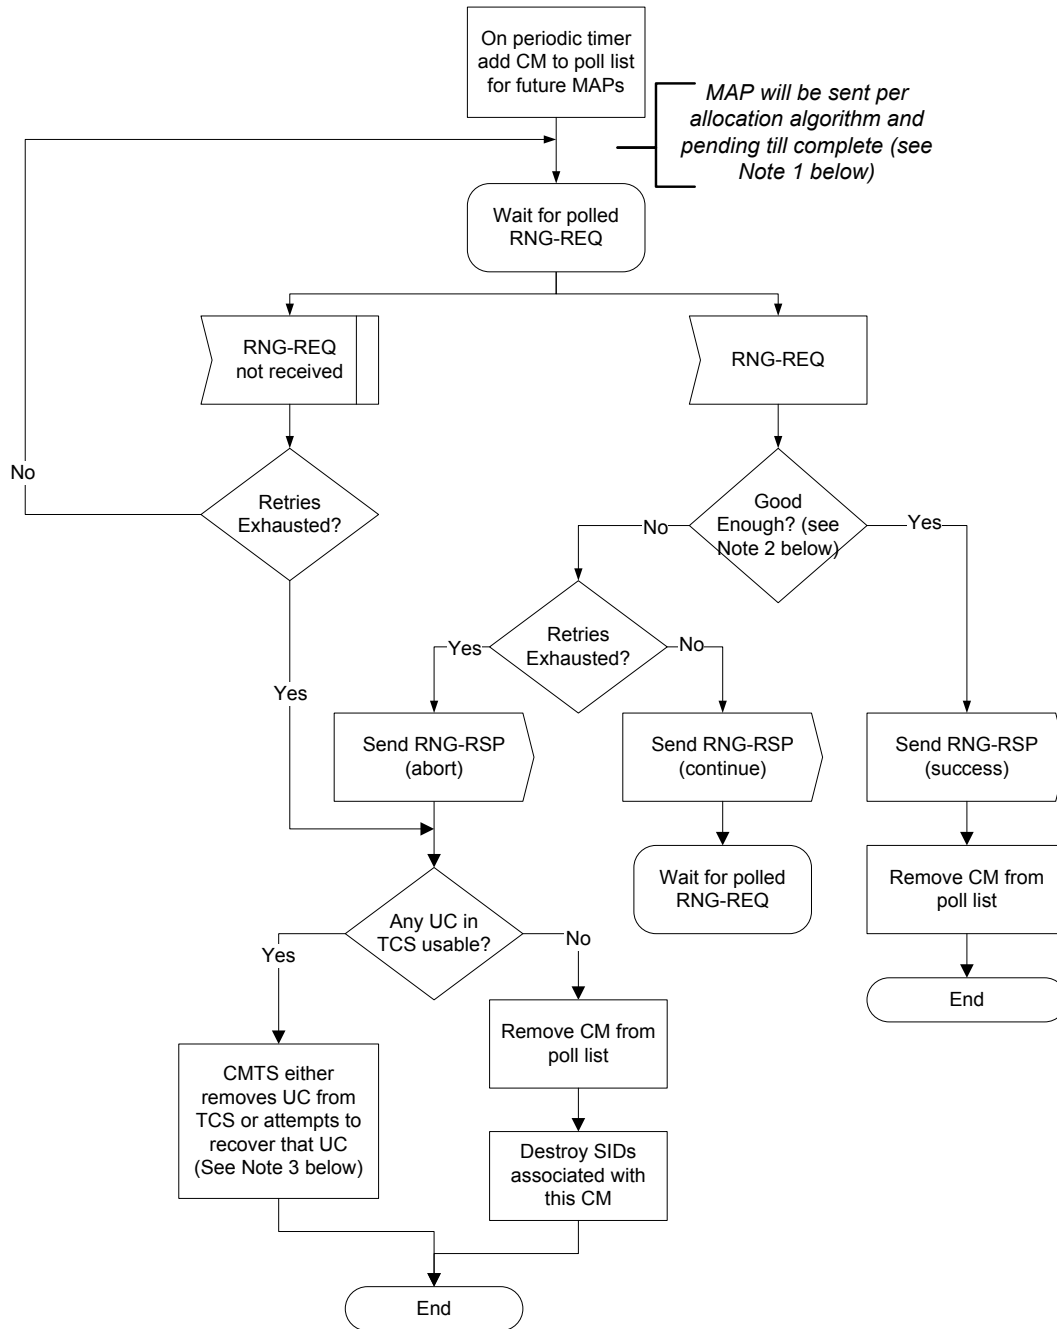 On periodic timer
add CM to poll list
for future MAPs
MAP will be sent per
allocation algorithm and
pending till complete (see
Note 1 below)
Wait for polled
RNG-REQ
RNG-REQ
not received
RNG-REQ
No
Retries
Exhausted?
Good
Enough? (see
Note 2 below)
No
Yes
Yes
Retries
Exhausted?
No
Yes
Send RNG-RSP
(abort)
Send RNG-RSP
(continue)
Send RNG-RSP
(success)
Wait for polled
RNG-REQ
Remove CM from
poll list
Any UC in
TCS usable?
Yes
No
End
Remove CM from
poll list
CMTS either
removes UC from
TCS or attempts to
recover that UC
(See Note 3 below)
Destroy SIDs
associated with
this CM
End